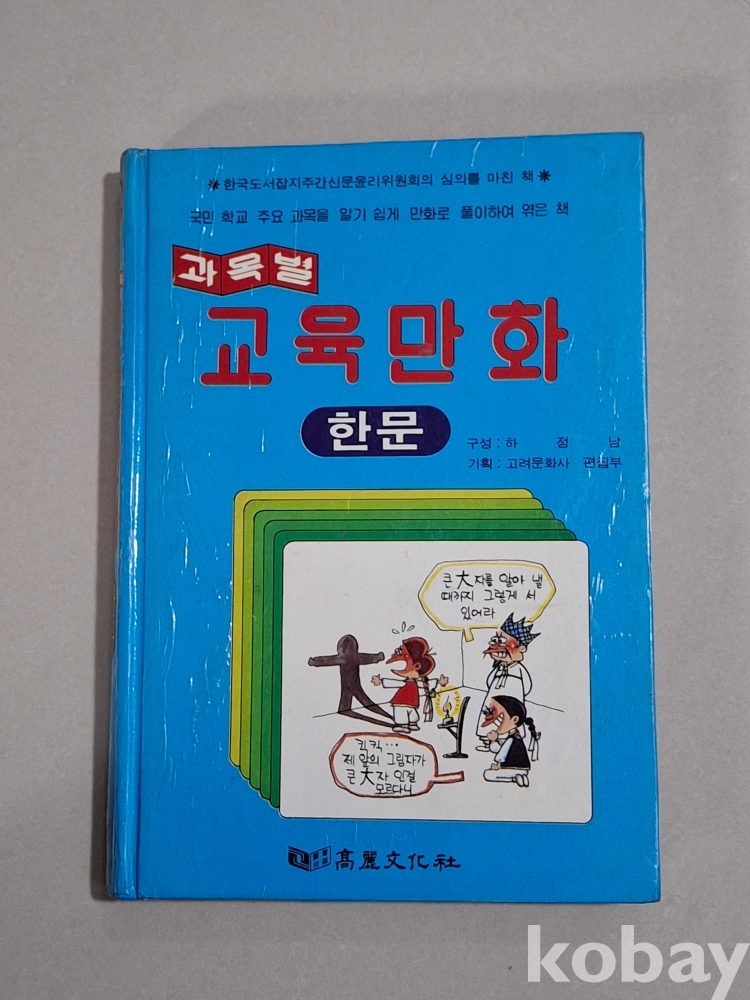 ✷한국도서잡지주간신문윤리위원회의 심의를 마친 책✷
국민 학교 주요 과목을 알기 쉽게 만화로 풀이하여 엮은 책
과목별
교육만화
한문
구성 : 하 정 남
기획 : 고려문화사 편집부
큰 大 자를 알아 낼
때까지 그렇게 서
있어라
킥킥…
제 앞의 그림자가
큰 大 자 인걸
모르다니
高麗文化社
kobay